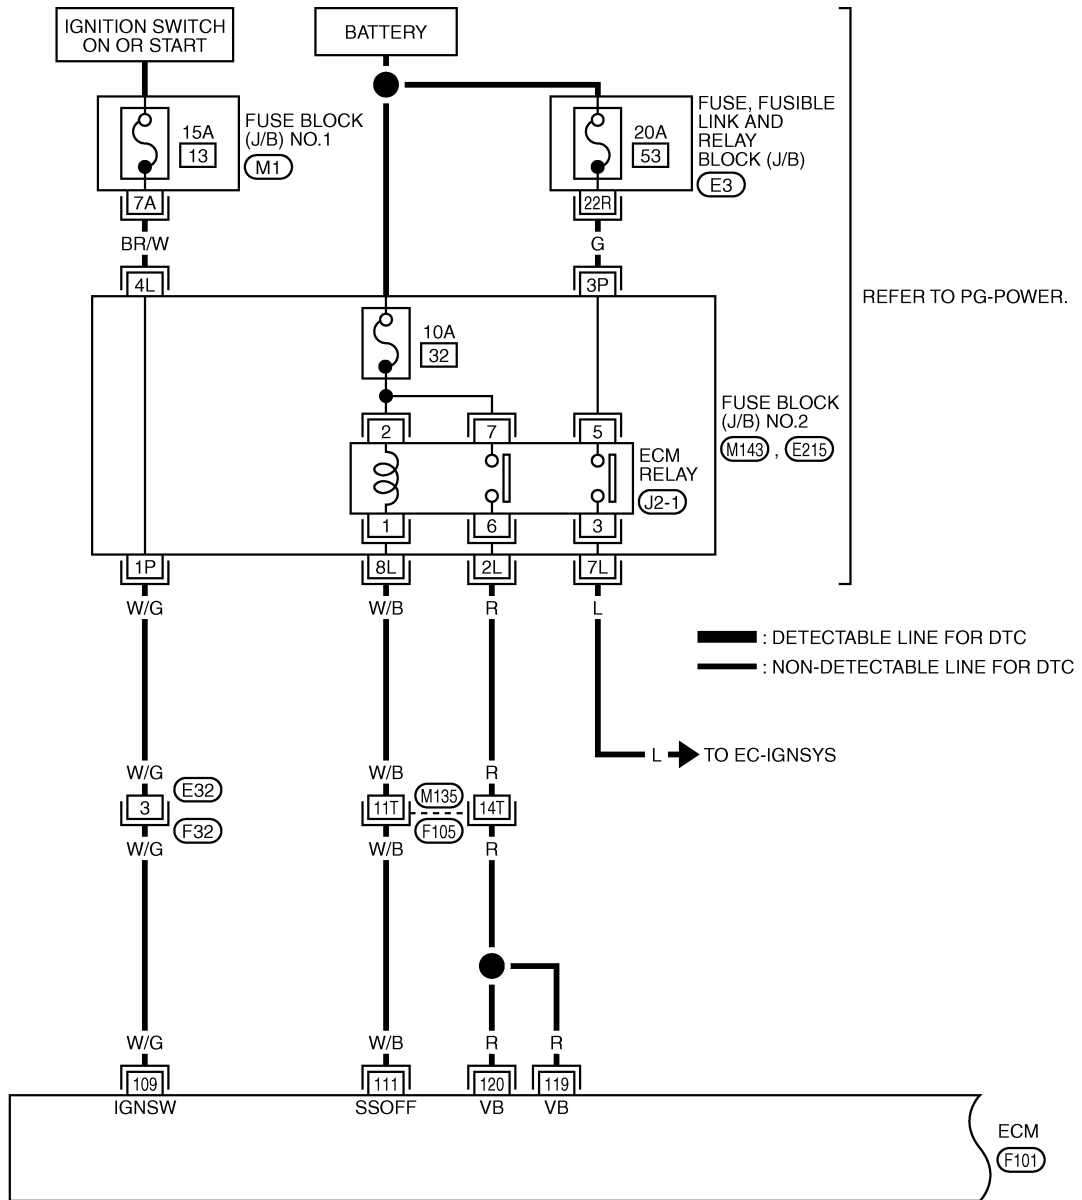 IGNITION SWITCH
ON OR START
BATTERY
15A
13
FUSE BLOCK
(J/B) NO.1
M1
20A
53
FUSE, FUSIBLE
LINK AND
RELAY
BLOCK (J/B)
E3
7A
22R
BR/W
G
4L
3P
REFER TO PG-POWER.
10A
32
FUSE BLOCK
(J/B) NO.2
M143 , E215
2
7
5
ECM
RELAY
J2-1
1
6
3
1P
8L
2L
7L
W/G
W/B
R
L
: DETECTABLE LINE FOR DTC
: NON-DETECTABLE LINE FOR DTC
L
TO EC-IGNSYS
W/G
W/B
R
3
E32
F32
11T
M135
F105
14T
W/G
W/B
R
W/G
W/B
R
R
109
111
120
119
IGNSW
SSOFF
VB
VB
ECM
F101